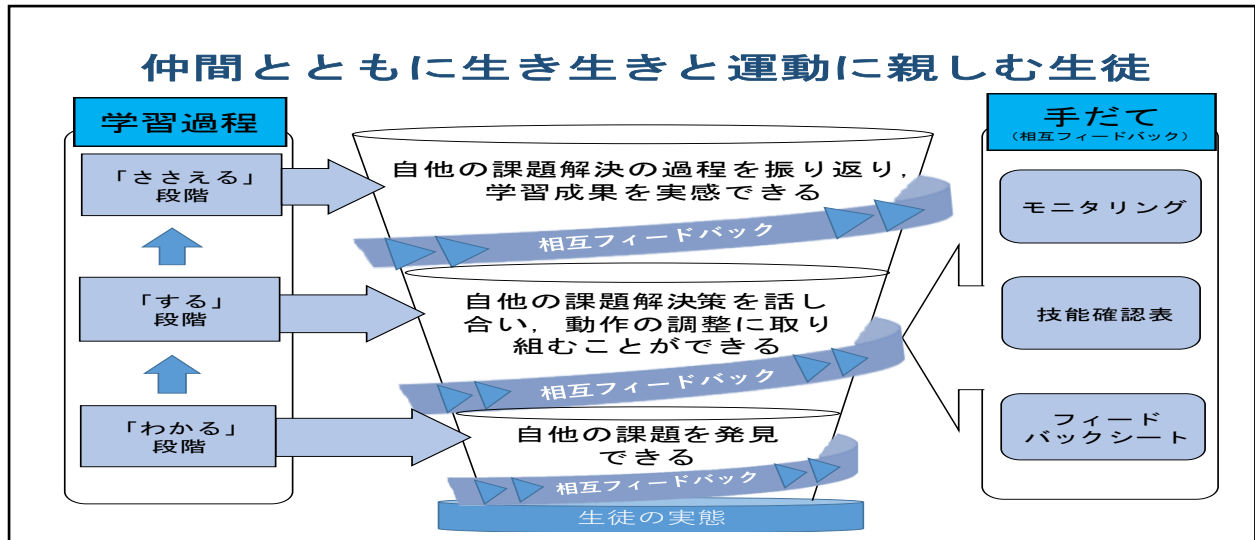 仲間とともに生き生きと運動に親しむ生徒
学習過程
「ささえる」
段階
「する」
段階
「わかる」
段階
自他の課題解決の過程を振り返り，
学習成果を実感できる
相互フィードバック
自他の課題解決策を話し
合い，動作の調整に取り
組むことができる
相互フィードバック
自他の課題を発見
できる
相互フィードバック
生徒の実態
手だて
（相互フィードバック）
モニタリング
技能確認表
フィード
バックシート